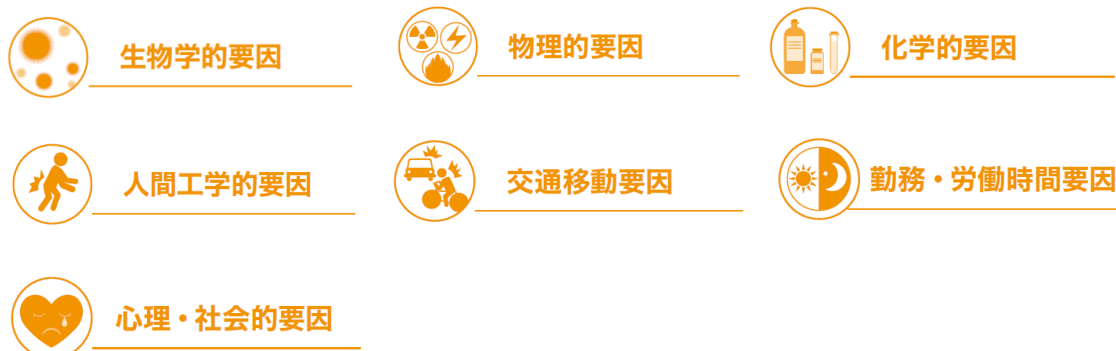 生物学的要因
物理的要因
化学的要因
人間工学的要因
交通移動要因
勤務・労働時間要因
心理・社会的要因